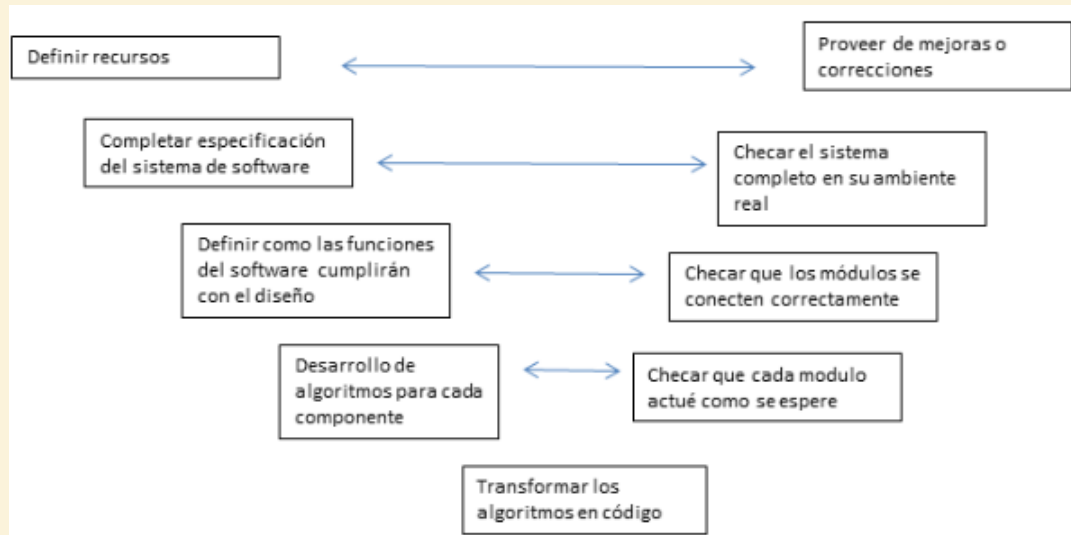 Definir recursos
Proveer de mejoras o
correcciones
Completar especificación
del sistema de software
Checar el sistema
completo en su ambiente
real
Definir como las funciones
del software cumplirán
con el diseño
Checar que los módulos se
conecten correctamente
Desarrollo de
algoritmos para cada
componente
Checar que cada modulo
actué como se espere
Transformar los
algoritmos en código